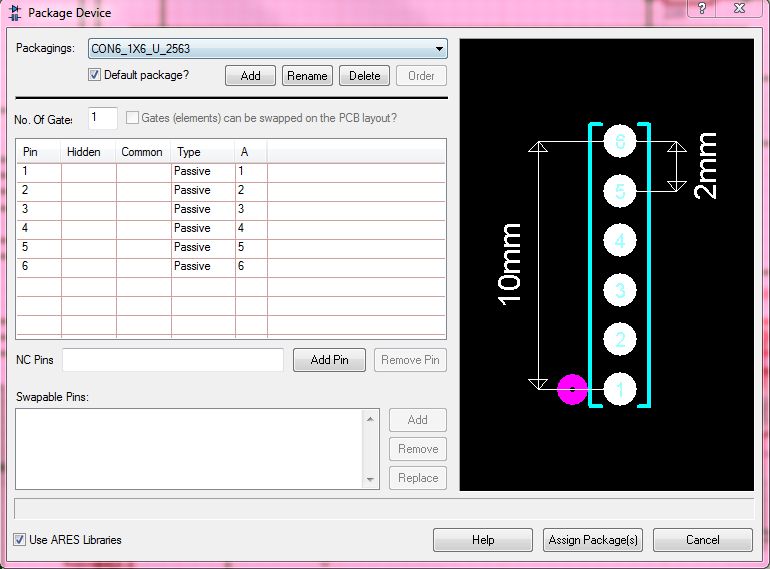 Package Device
Packagings: CON6_1X6_U_2563
Default package? Add Rename Delete Order
No. Of Gates 1 Gates (elements) can be swapped on the PCB layout?
Pin Hidden Common Type A
1 Passive 1
2 Passive 2
3 Passive 3
4 Passive 4
5 Passive 5
6 Passive 6
NC Pins Add Pin Remove Pin
Swapable Pins:
Add
Remove
Replace
Use ARES Libraries
Help Assign Package(s) Cancel
6
5
4
3
2
1
10mm
2mm